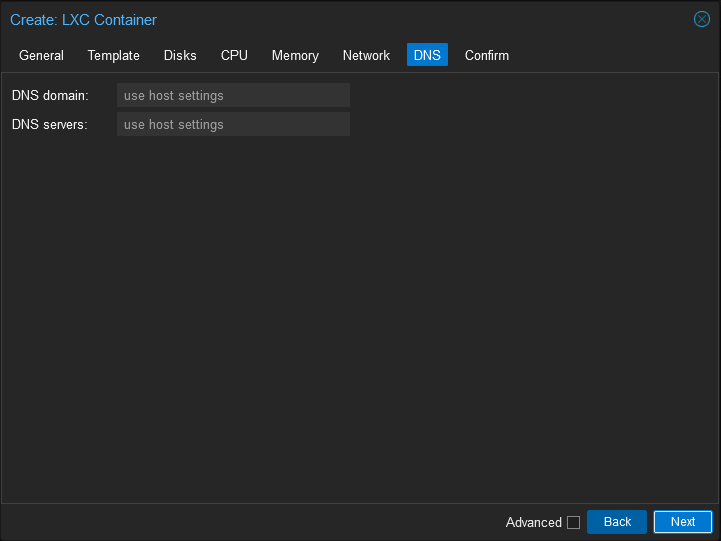 Create: LXC Container
General Template Disks CPU Memory Network DNS Confirm
DNS domain: use host settings
DNS servers: use host settings
Advanced Back Next